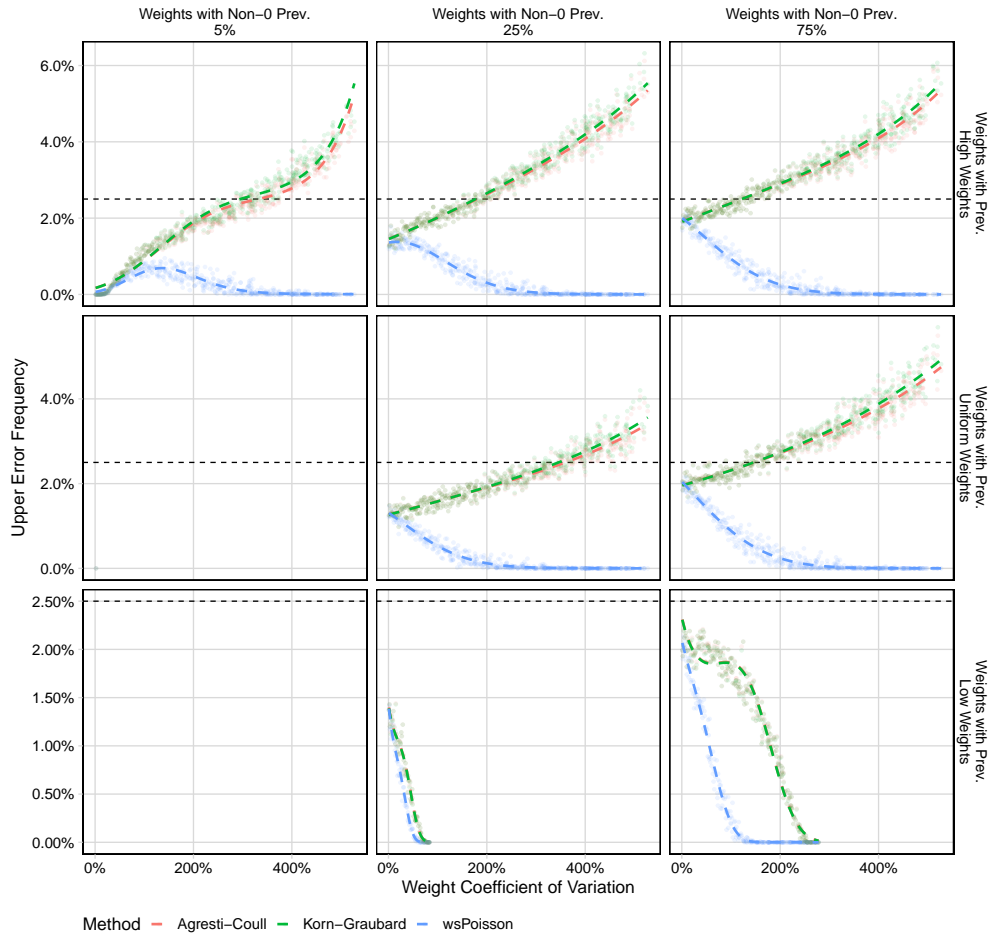 Weights with Non−0 Prev.
5%
Weights with Non−0 Prev.
25%
Weights with Non−0 Prev.
75%
6.0%
4.0%
2.0%
0.0%
Weights with Prev.
High Weights
4.0%
2.0%
0.0%
Weights with Prev.
Uniform Weights
2.50%
2.00%
1.50%
1.00%
0.50%
0.00%
Weights with Prev.
Low Weights
Upper Error Frequency
0%
200%
400%
0%
200%
400%
0%
200%
400%
Weight Coefficient of Variation
Method Agresti−Coull Korn−Graubard wsPoisson